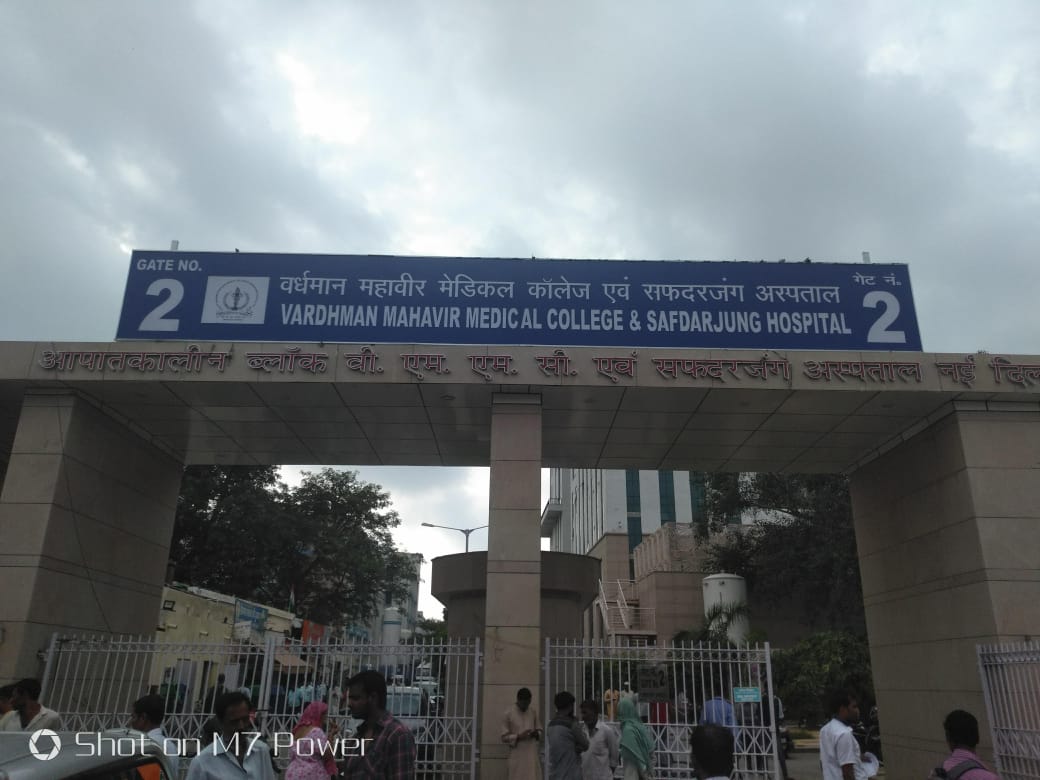 GATE NO.
2
वर्धमान महावीर मेडिकल कॉलेज एवं सफदरजंग अस्पताल
VARDHMAN MAHAVIR MEDICAL COLLEGE & SAFDARJUNG HOSPITAL
गेट नं॰
2
आपातकालीन ब्लॉक वी. एम. एम. सी. एवं सफदरजंग अस्पताल नई दिल
2
Shot on M7 Power